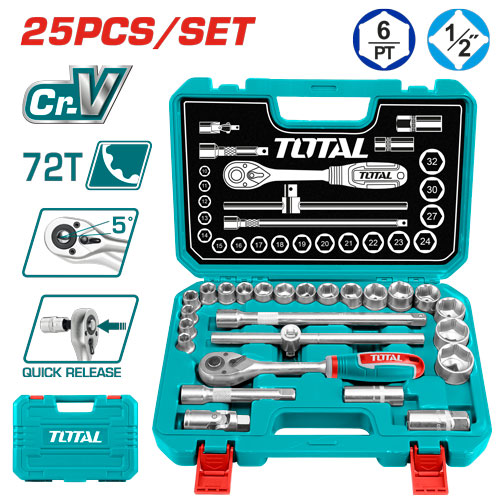 25PCS/SET
6
PT
1/2"
Cr-V
72T
5°
QUICK RELEASE
TOTAL
TOTAL
TOTAL
10
11
12
13
14
15
16
17
18
19
20
21
22
23
24
27
30
32
TOTAL